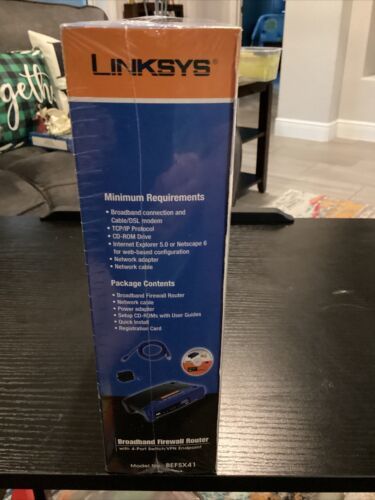 LINKSYS®
Minimum Requirements
• Broadband connection and
Cable/DSL modem
• TCP/IP Protocol
• CD-ROM Drive
• Internet Explorer 5.0 or Netscape 6
for web-based configuration
• Network adapter
• Network cable
Package Contents
• Broadband Firewall Router
• Network cable
• Power adapter
• Setup CD-ROMs with User Guides
• Quick Install
• Registration Card
Broadband Firewall Router
with 4-Port Switch/VPN Endpoint
Model No. BEFSX41
geth